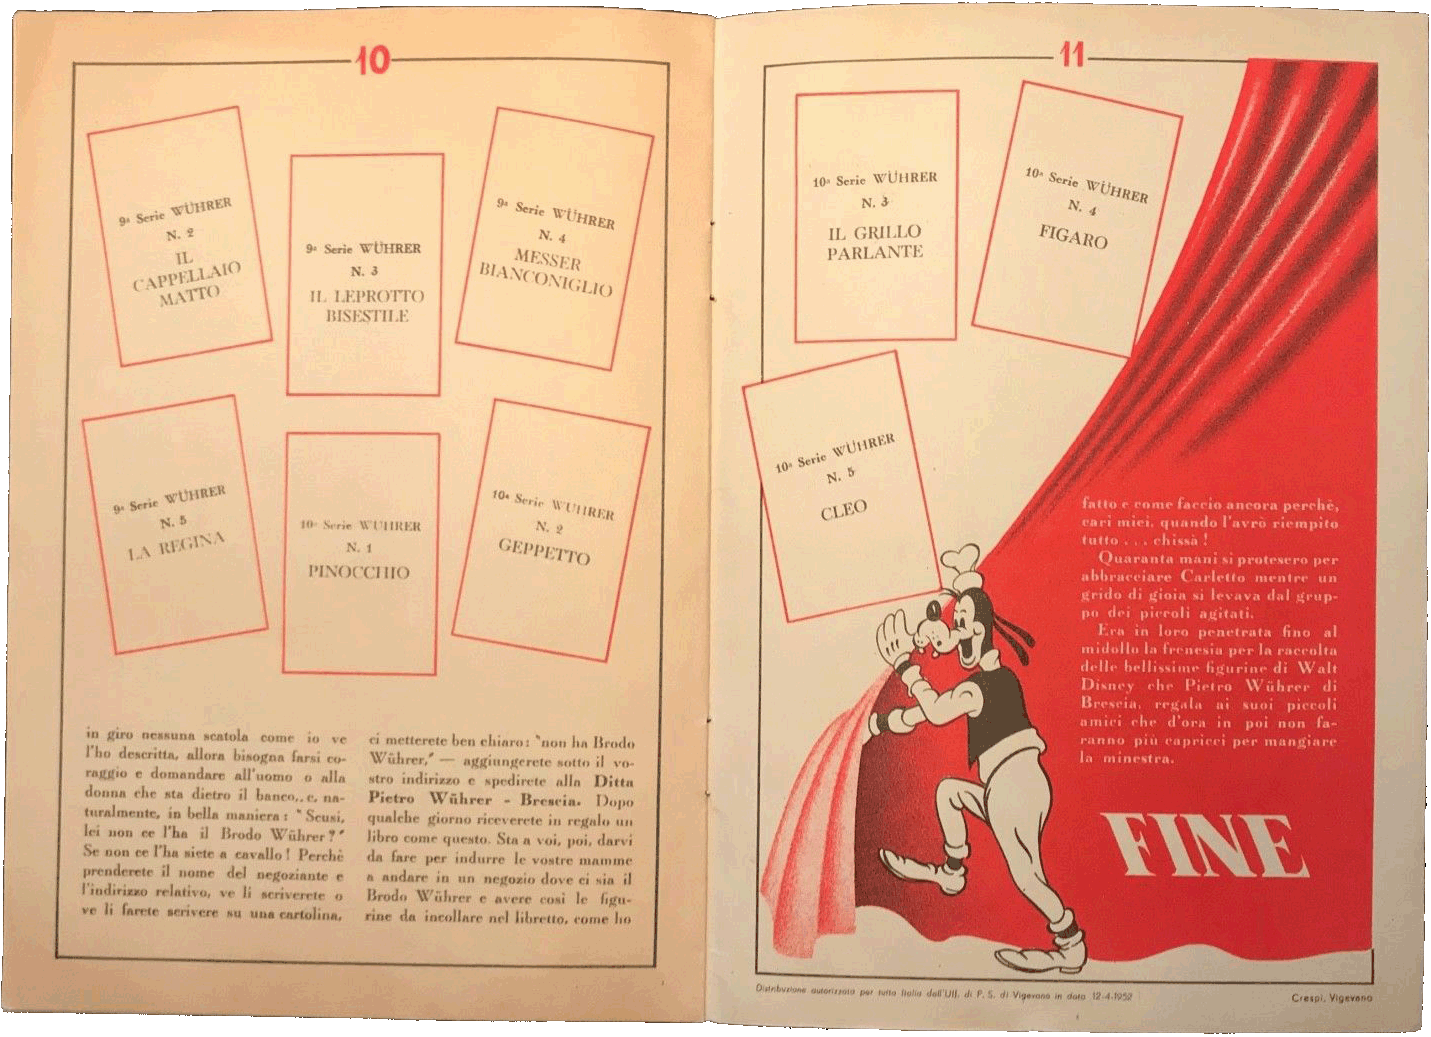 10
9ª Serie WÜHRER
N. 2
IL
CAPPELLAIO
MATTO
9ª Serie WÜHRER
N. 3
IL LEPROTTO
BISESTILE
9ª Serie WÜHRER
N. 4
MESSER
BIANCONIGLIO
9ª Serie WÜHRER
N. 5
LA REGINA
10ª Serie WÜHRER
N. 1
PINOCCHIO
10ª Serie WÜHRER
N. 2
GEPPETTO
in giro nessuna scatola come io ve
l'ho descritta, allora bisogna farsi co-
raggio e domandare all'uomo o alla
donna che sta dietro il banco, e, na-
turalmente, in bella maniera: "Scusi,
lei non ce l'ha il Brodo Wührer?"
Se non ce l'ha siete a cavallo! Perchè
prenderete il nome del negoziante e
l'indirizzo relativo, ve li scriverete o
ve li farete scrivere su una cartolina,
ci metterete ben chiaro: "non ha Brodo
Wührer," — aggiungerete sotto il vo-
stro indirizzo e spedirete alla Ditta
Pietro Wührer - Brescia. Dopo
qualche giorno riceverete in regalo un
libro come questo. Sta a voi, poi, darvi
da fare per indurre le vostre mamme
a andare in un negozio dove ci sia il
Brodo Wührer e avere così le figu-
rine da incollare nel libretto, come ho
11
10ª Serie WÜHRER
N. 3
IL GRILLO
PARLANTE
10ª Serie WÜHRER
N. 4
FIGARO
10ª Serie WÜHRER
N. 5
CLEO
fatto e come faccio ancora perchè,
cari miei, quando l'avrò riempito
tutto . . . chissà!
Quaranta mani si protesero per
abbracciare Carletto mentre un
grido di gioia si levava dal grup-
po dei piccoli agitati.
Era in loro penetrata fino al
midollo la frenesia per la raccolta
delle bellissime figurine di Walt
Disney che Pietro Wührer di
Brescia, regala ai suoi piccoli
amici che d'ora in poi non fa-
ranno più capricci per mangiare
la minestra.
FINE
Distribuzione autorizzata per tutta Italia dall'Uff. di P. S. di Vigevano in data 12-4-1952
Crespi, Vigevano